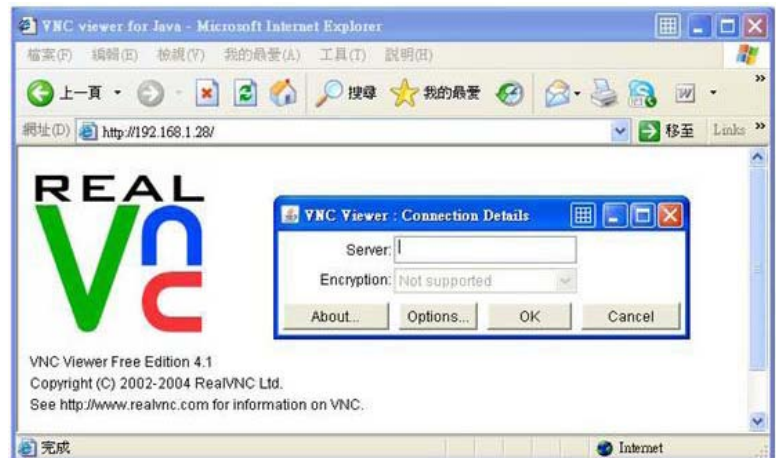 VNC viewer for Java - Microsoft Internet Explorer
檔案(F) 編輯(E) 檢視(V) 我的最愛(A) 工具(T) 說明(H)
上一頁 搜尋 我的最愛
網址(D) http://192.168.1.28/ 移至 Links
REAL
VNC
VNC Viewer : Connection Details
Server:
Encryption: Not supported
About... Options... OK Cancel
VNC Viewer Free Edition 4.1
Copyright (C) 2002-2004 RealVNC Ltd.
See http://www.realvnc.com for information on VNC.
完成 Internet